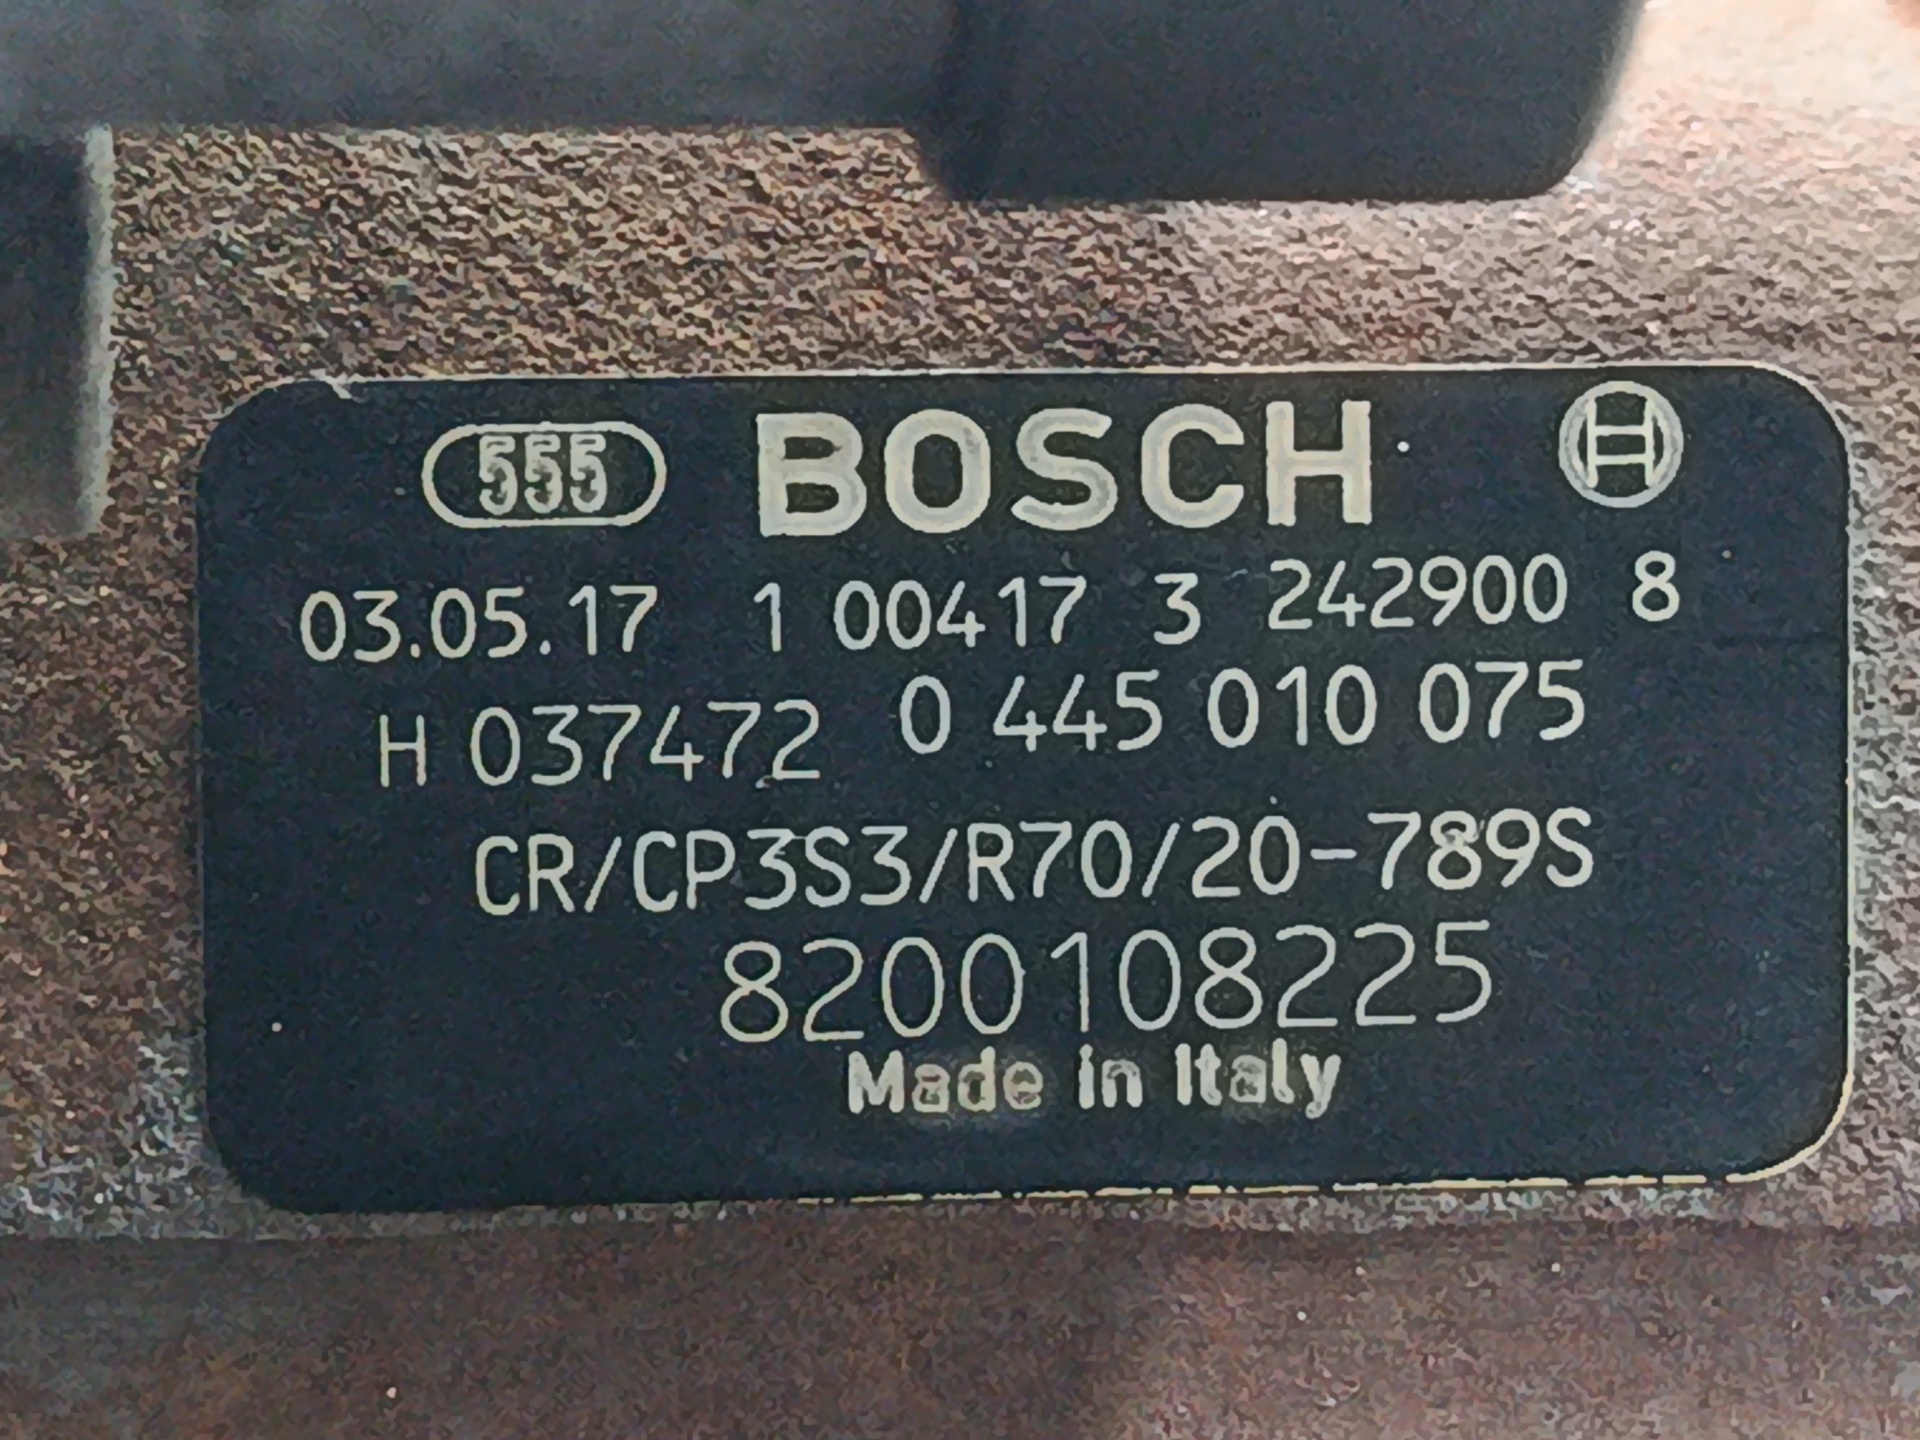 555 BOSCH
03.05.17 1 00417 3 242900 8
H 037472 0 445 010 075
CR/CP3S3/R70/20-789S
8200108225
Made in Italy